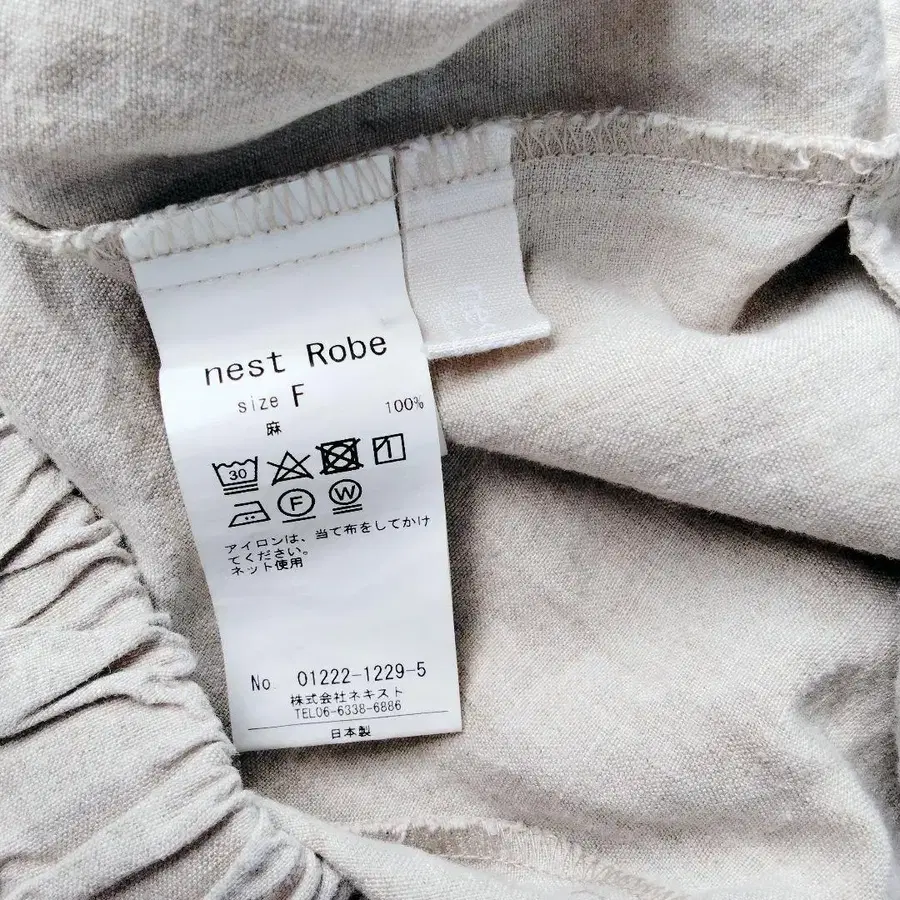 nest Robe
size F
麻 100%
30
F W
アイロンは、当て布をしてかけ
てください。
ネット使用
No. 01222-1229-5
株式会社ネキスト
TEL06-6338-6886
日本製